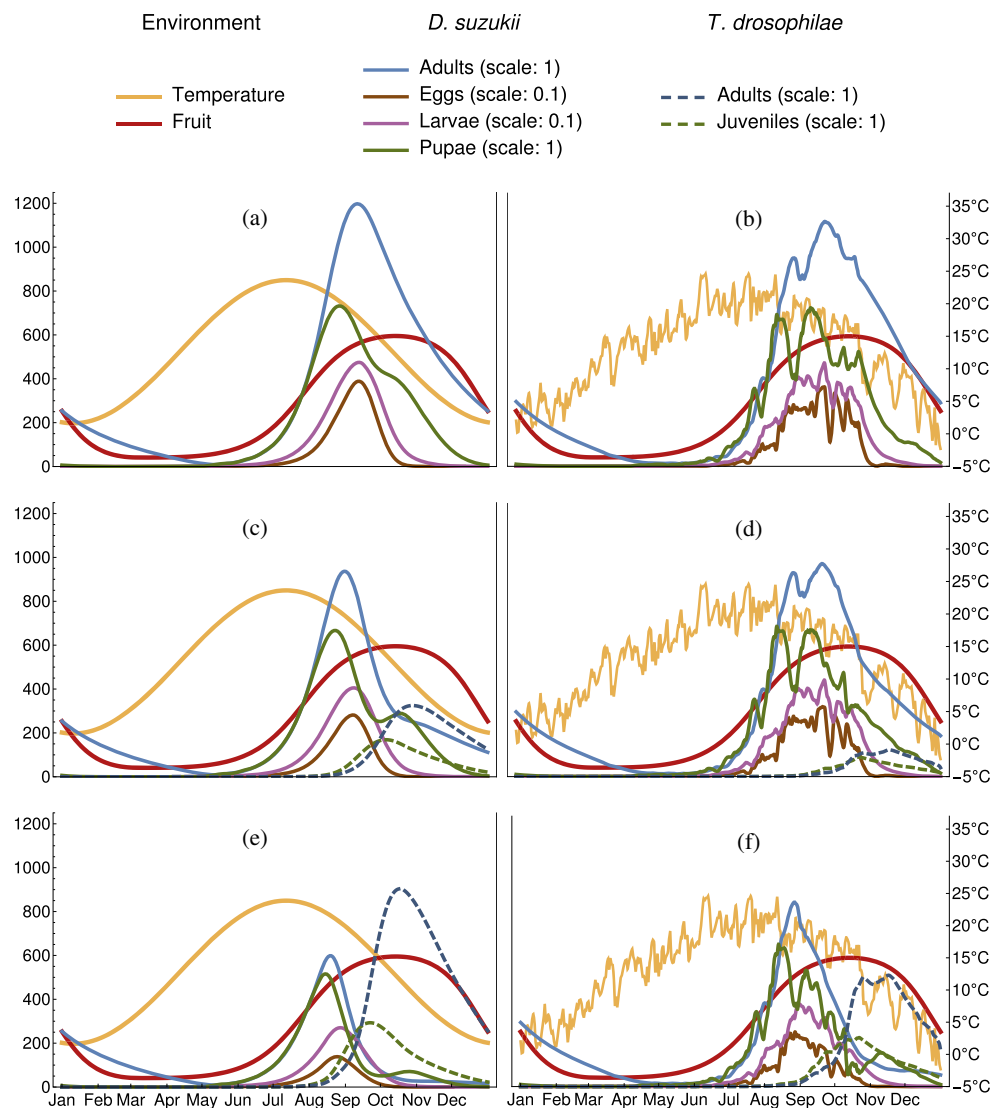 Environment D. suzukii T. drosophilae
Temperature
Fruit
Adults (scale: 1)
Eggs (scale: 0.1)
Larvae (scale: 0.1)
Pupae (scale: 1)
Adults (scale: 1)
Juveniles (scale: 1)
(a)
1200
1000
800
600
400
200
0
(b)
35°C
30°C
25°C
20°C
15°C
10°C
5°C
0°C
−5°C
(c)
1200
1000
800
600
400
200
0
(d)
35°C
30°C
25°C
20°C
15°C
10°C
5°C
0°C
−5°C
(e)
1200
1000
800
600
400
200
0
Jan Feb Mar Apr May Jun Jul Aug Sep Oct Nov Dec
(f)
35°C
30°C
25°C
20°C
15°C
10°C
5°C
0°C
−5°C
Jan Feb Mar Apr May Jun Jul Aug Sep Oct Nov Dec